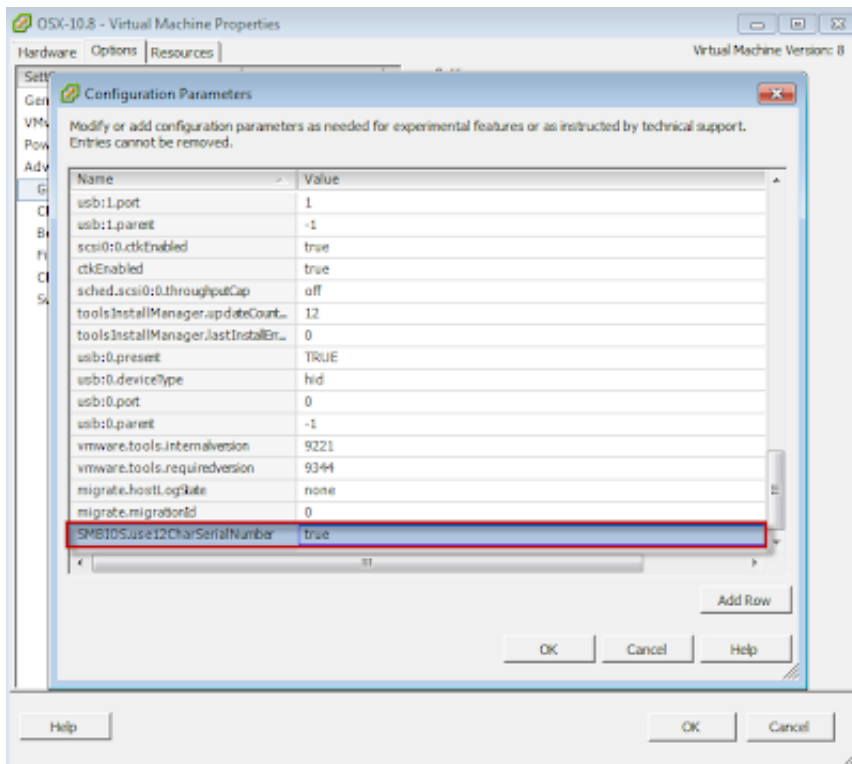 OSX-10.8 - Virtual Machine Properties
Hardware Options Resources Virtual Machine Version: 8
Configuration Parameters
Modify or add configuration parameters as needed for experimental features or as instructed by technical support.
Entries cannot be removed.
Name Value
usb:1.port 1
usb:1.parent -1
scsi0:0.ctkEnabled true
ctkEnabled true
sched.scsi0:0.throughputCap off
toolsInstallManager.updateCount... 12
toolsInstallManager.lastInstallErr... 0
usb:0.present TRUE
usb:0.deviceType hid
usb:0.port 0
usb:0.parent -1
vmware.tools.internalversion 9221
vmware.tools.requiredversion 9344
migrate.hostLogState none
migrate.migrationId 0
SMBIOS.use12CharSerialNumber true
Add Row
OK Cancel Help
Help OK Cancel